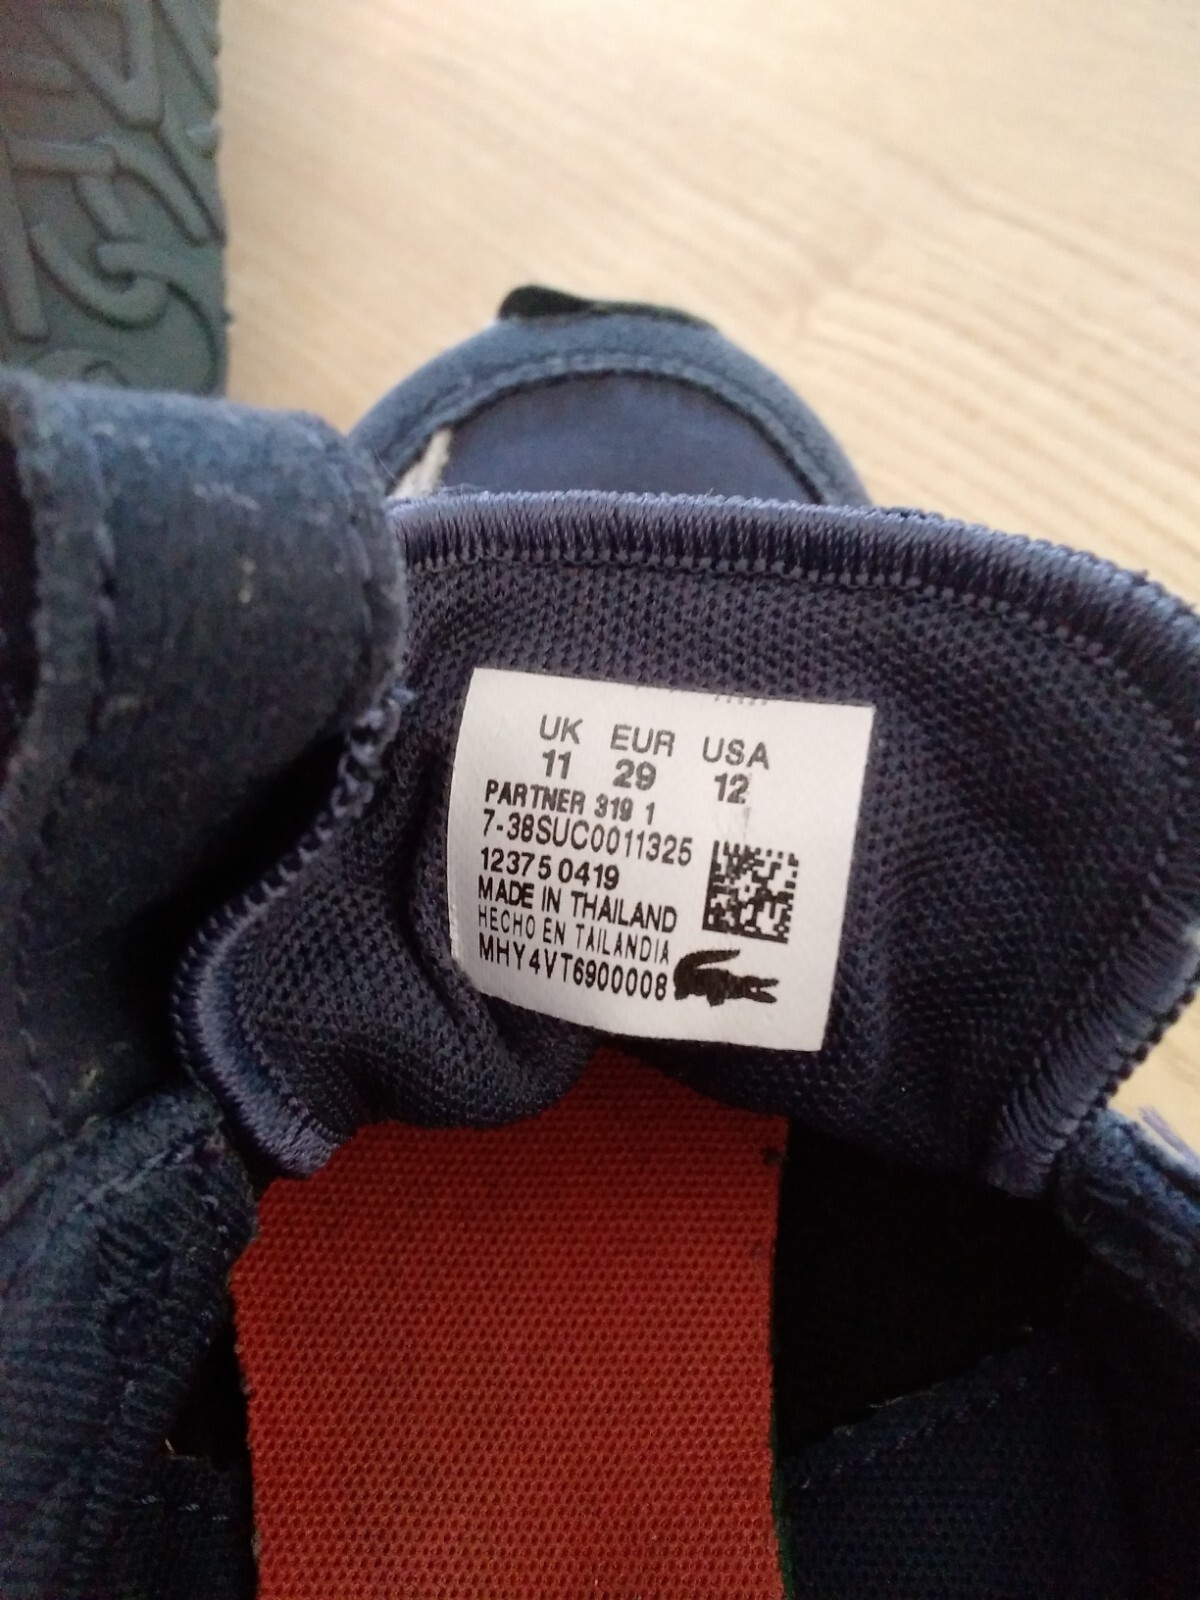 UK EUR USA
11 29 12
PARTNER 319 1
7-38SUC0011325
12375 0419
MADE IN THAILAND
HECHO EN TAILANDIA
MHY4VT6900008